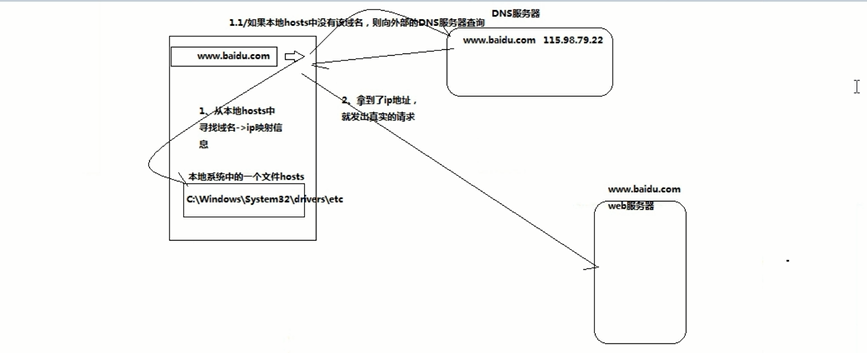 DNS服务器
1.1/如果本地hosts中没有该域名，则向外部的DNS服务器查询
www.baidu.com 115.98.79.22
www.baidu.com
1、从本地hosts中
寻找域名->ip映射信
息
2、拿到了ip地址，
就发出直实的请求
本地系统中的一个文件hosts
C:\Windows\System32\drivers\etc
www.baidu.com
web服务器